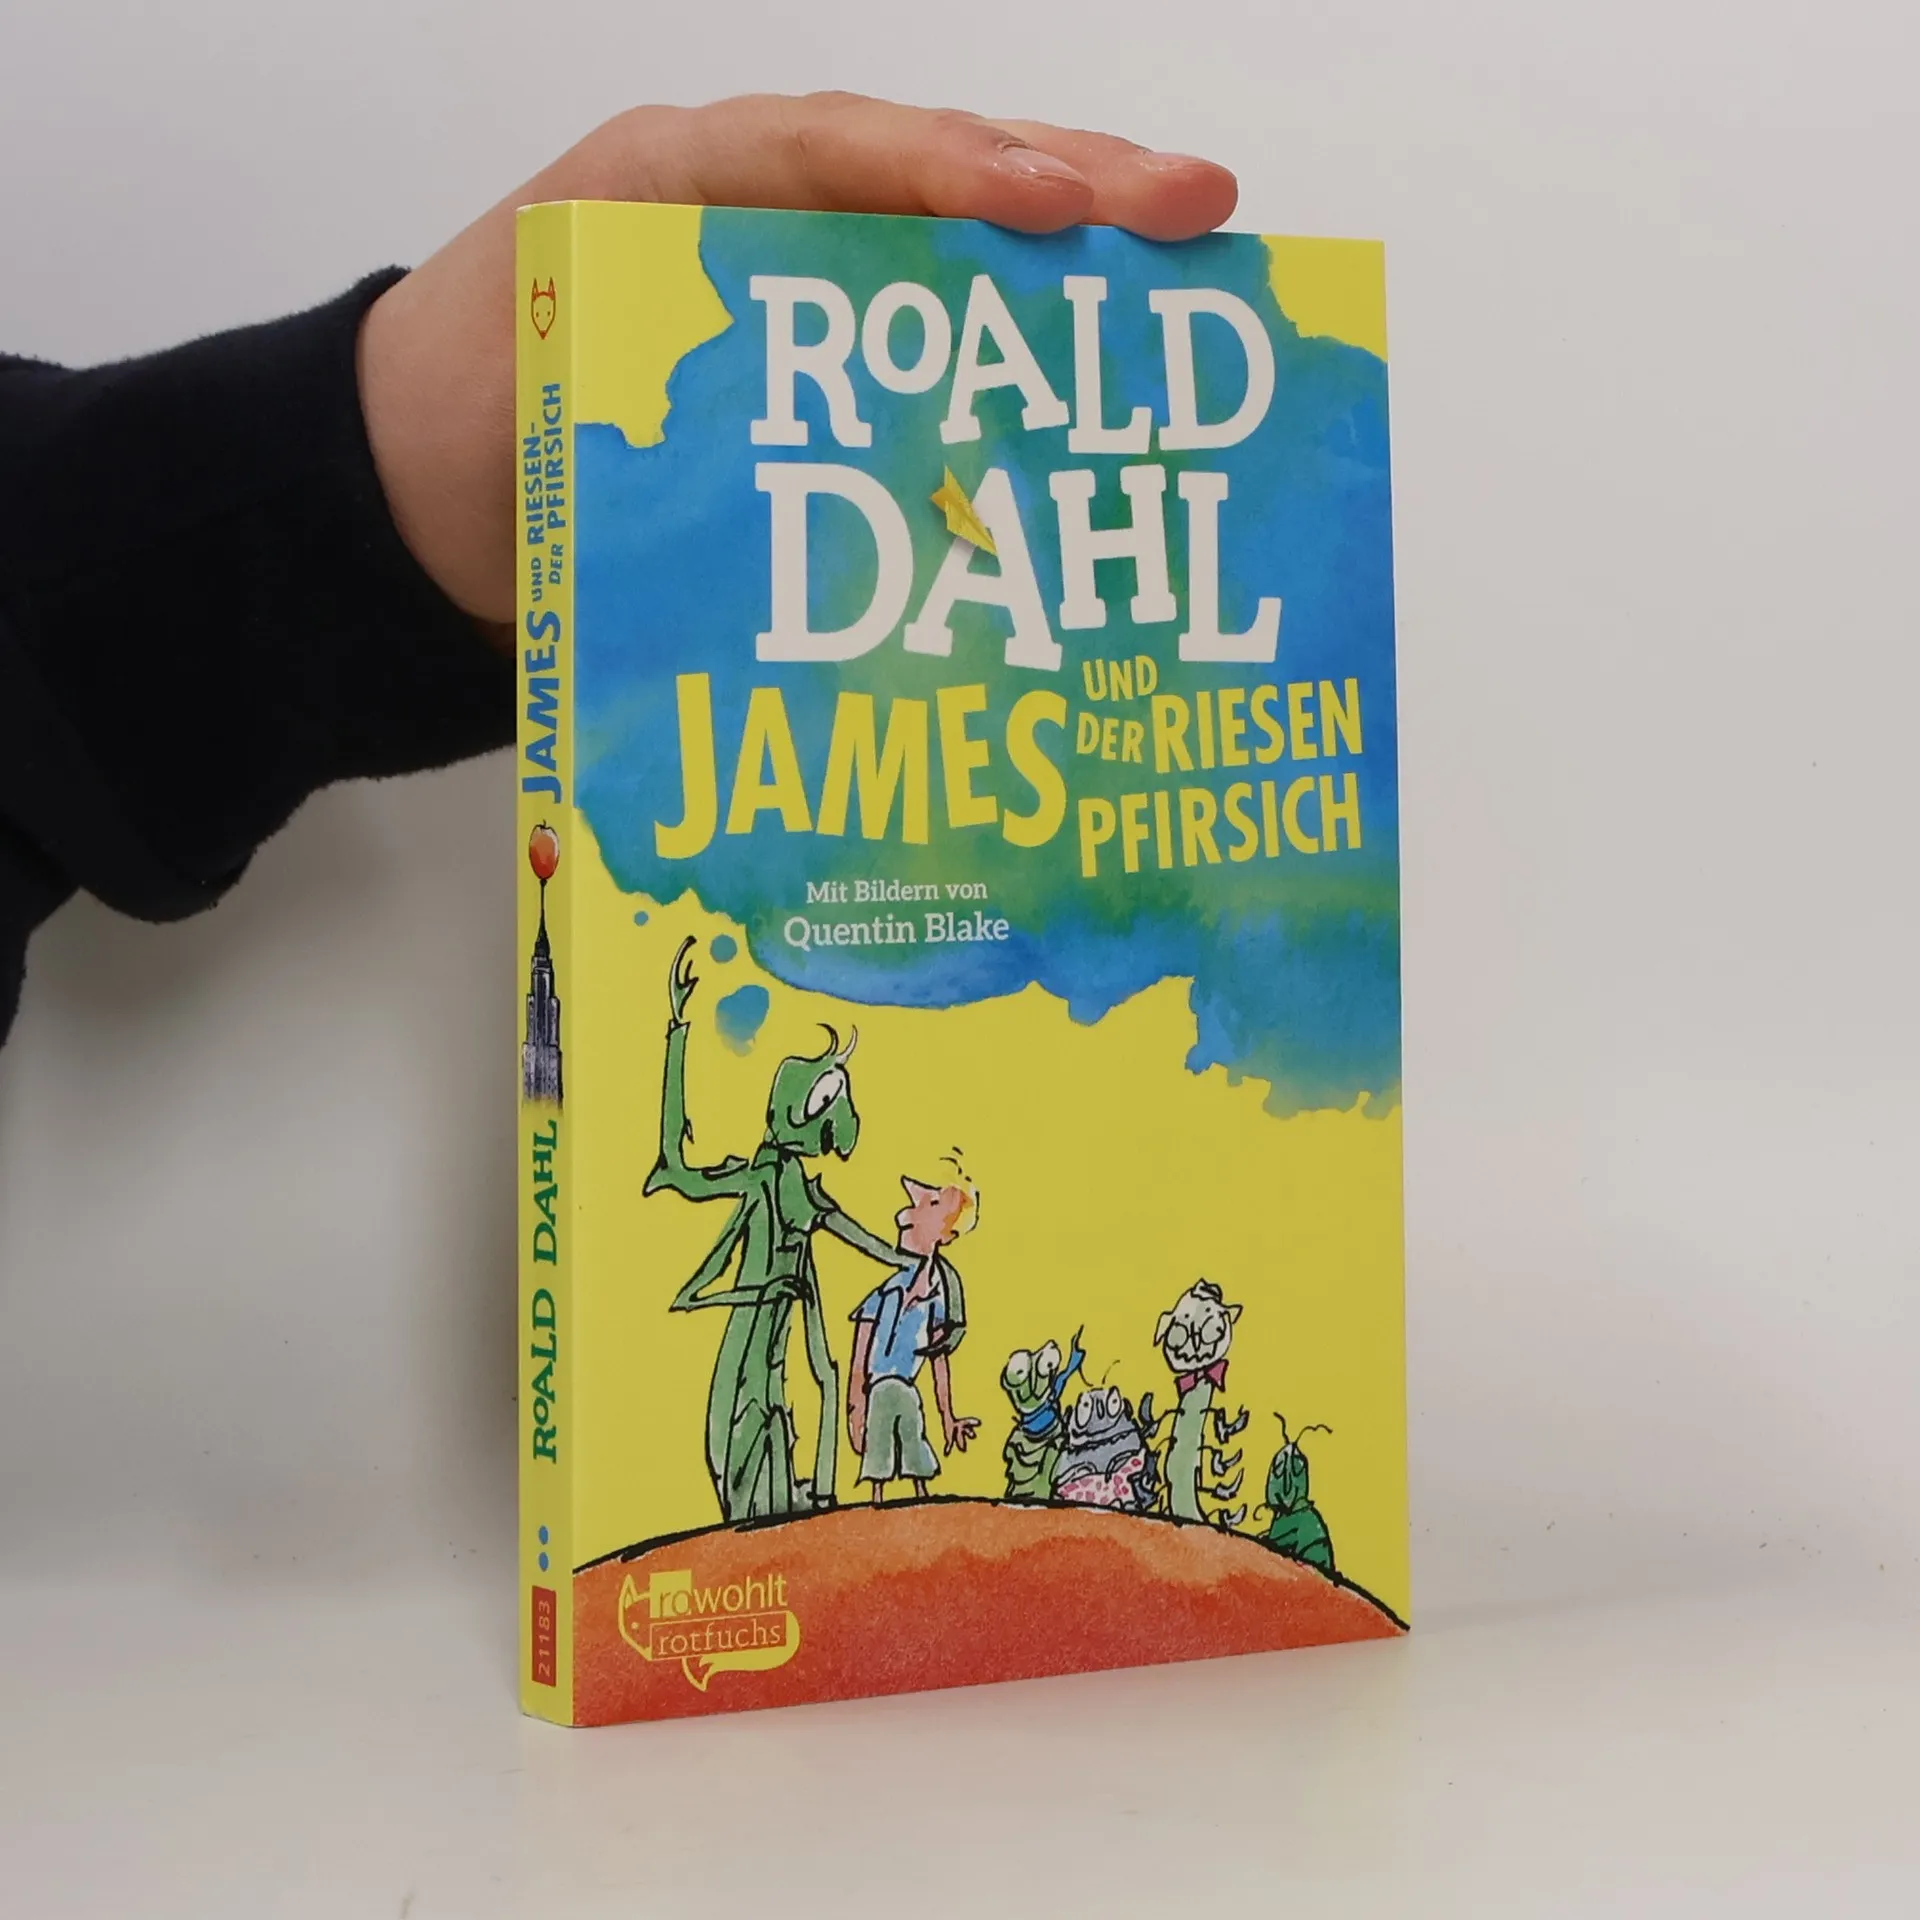 ROALD
DAHL
JAMES UND DER RIESEN
PFIRSICH
Mit Bildern von
Quentin Blake
rowohlt
rotfuchs
JAMES UND RIESEN-
DER PFIRSICH
ROALD DAHL
21183